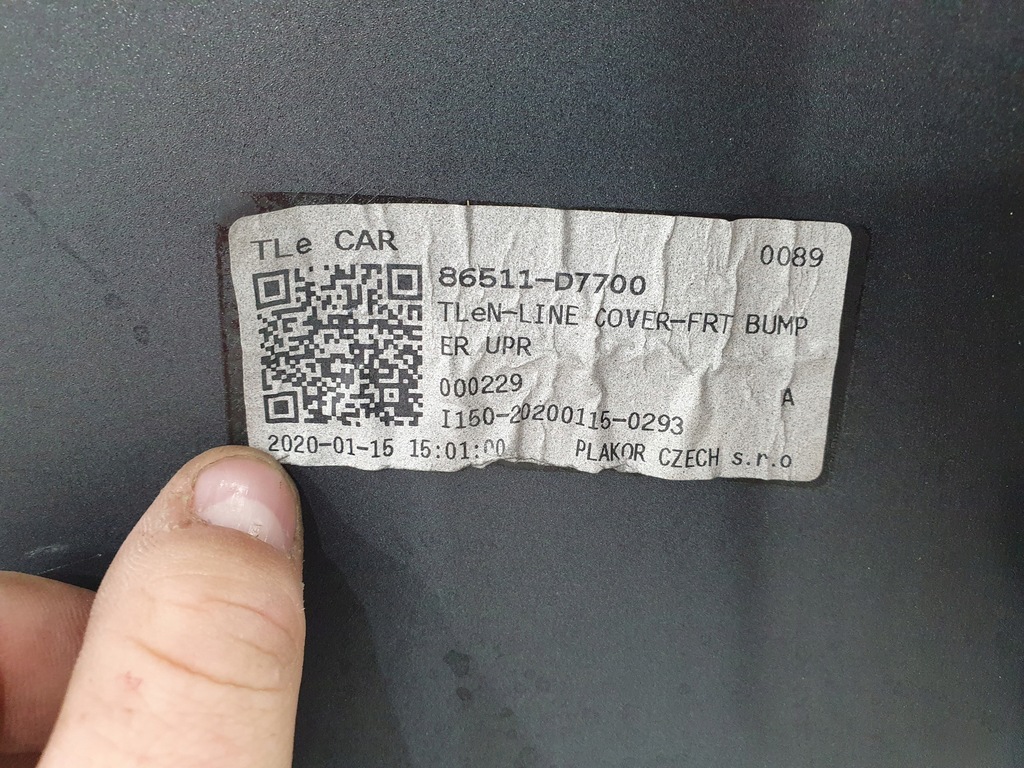 TLe CAR
0089
86511-D7700
TLeN-LINE COVER-FRT BUMP
ER UPR
000229
A
I150-20200115-0293
2020-01-15 15:01:00
PLAKOR CZECH s.r.o